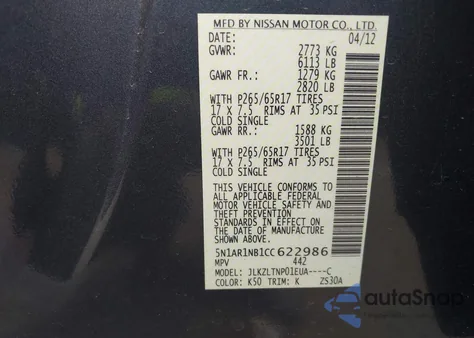 MFD BY NISSAN MOTOR CO., LTD.
DATE: 04/12
GVWR: 2773 KG
6113 LB
GAWR FR.: 1279 KG
2820 LB
WITH P265/65R17 TIRES
17 X 7.5 RIMS AT 35 PSI
COLD SINGLE
GAWR RR.: 1588 KG
3501 LB
WITH P265/65R17 TIRES
17 X 7.5 RIMS AT 35 PSI
COLD SINGLE
THIS VEHICLE CONFORMS TO
ALL APPLICABLE FEDERAL
MOTOR VEHICLE SAFETY AND
THEFT PREVENTION
STANDARDS IN EFFECT ON
THE DATE OF MANUFACTURE
SHOWN ABOVE.
5N1AR1NB1CC622986
MPV 442
MODEL: JLKZLTNP01EUA----C
COLOR: K50 TRIM: K ZS30A
autoSnap